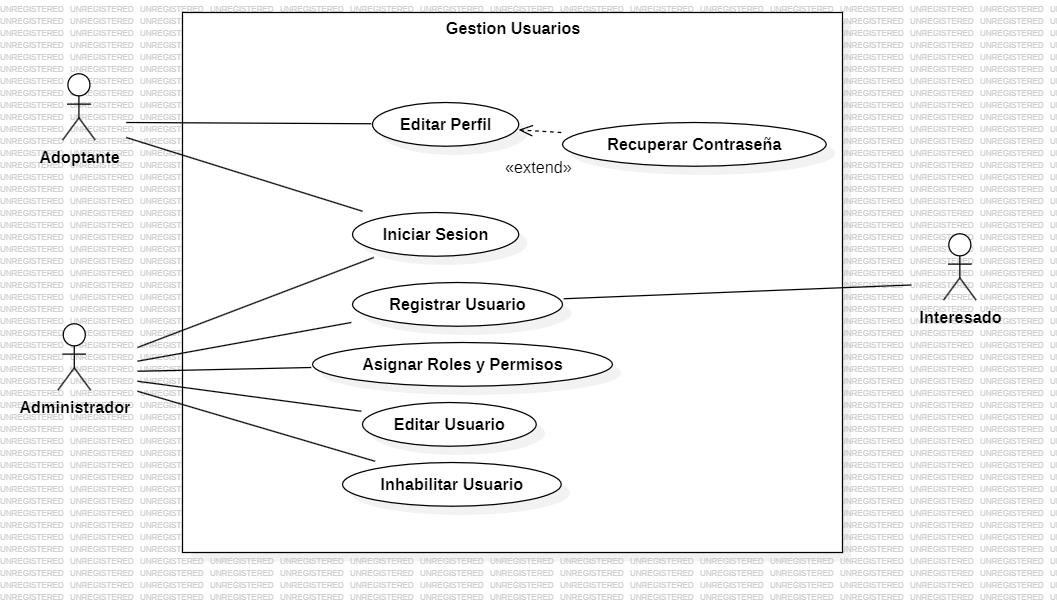 Gestion Usuarios
Adoptante
Editar Perfil
Recuperar Contraseña
«extend»
Iniciar Sesion
Registrar Usuario
Interesado
Asignar Roles y Permisos
Administrador
Editar Usuario
Inhabilitar Usuario
UNREGISTERED